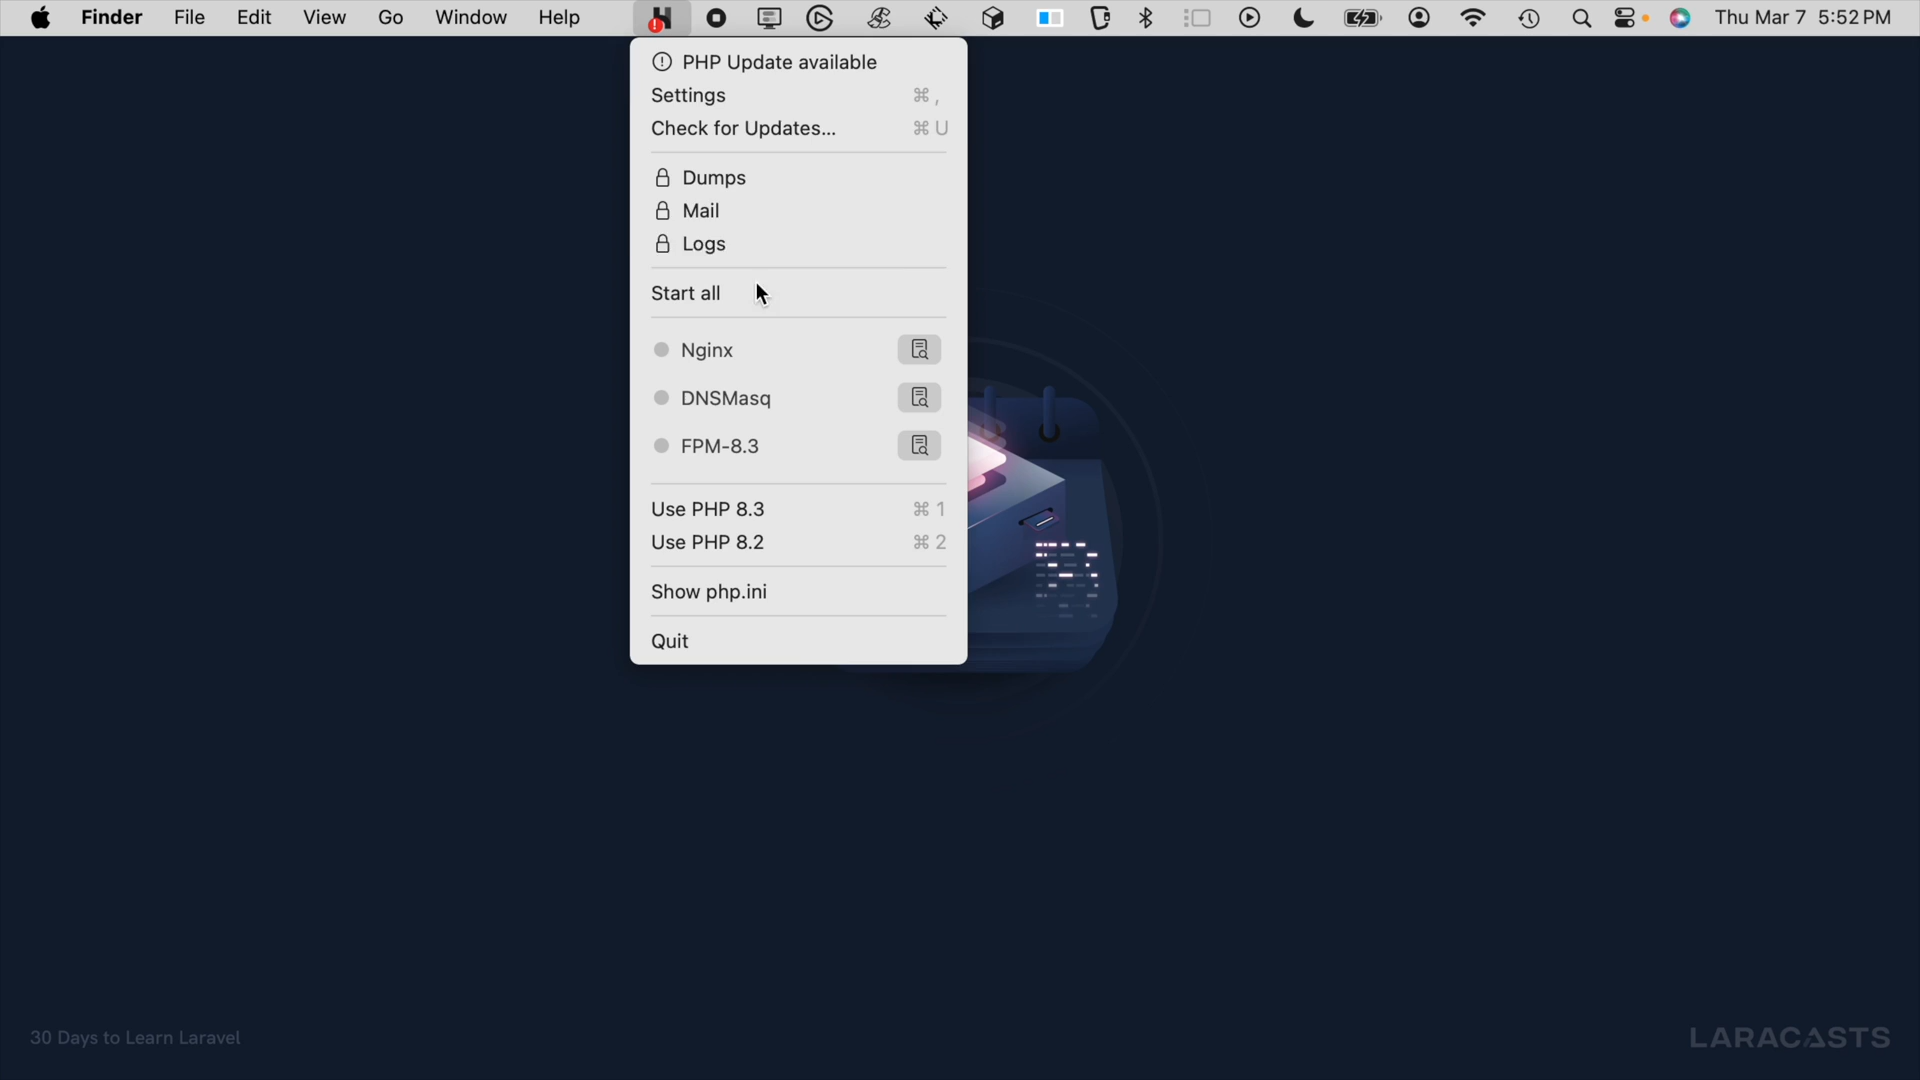 Finder File Edit View Go Window Help Thu Mar 7 5:52 PM
PHP Update available
Settings ⌘ ,
Check for Updates... ⌘ U
Dumps
Mail
Logs
Start all
Nginx
DNSMasq
FPM-8.3
Use PHP 8.3 ⌘ 1
Use PHP 8.2 ⌘ 2
Show php.ini
Quit
30 Days to Learn Laravel
LARACASTS